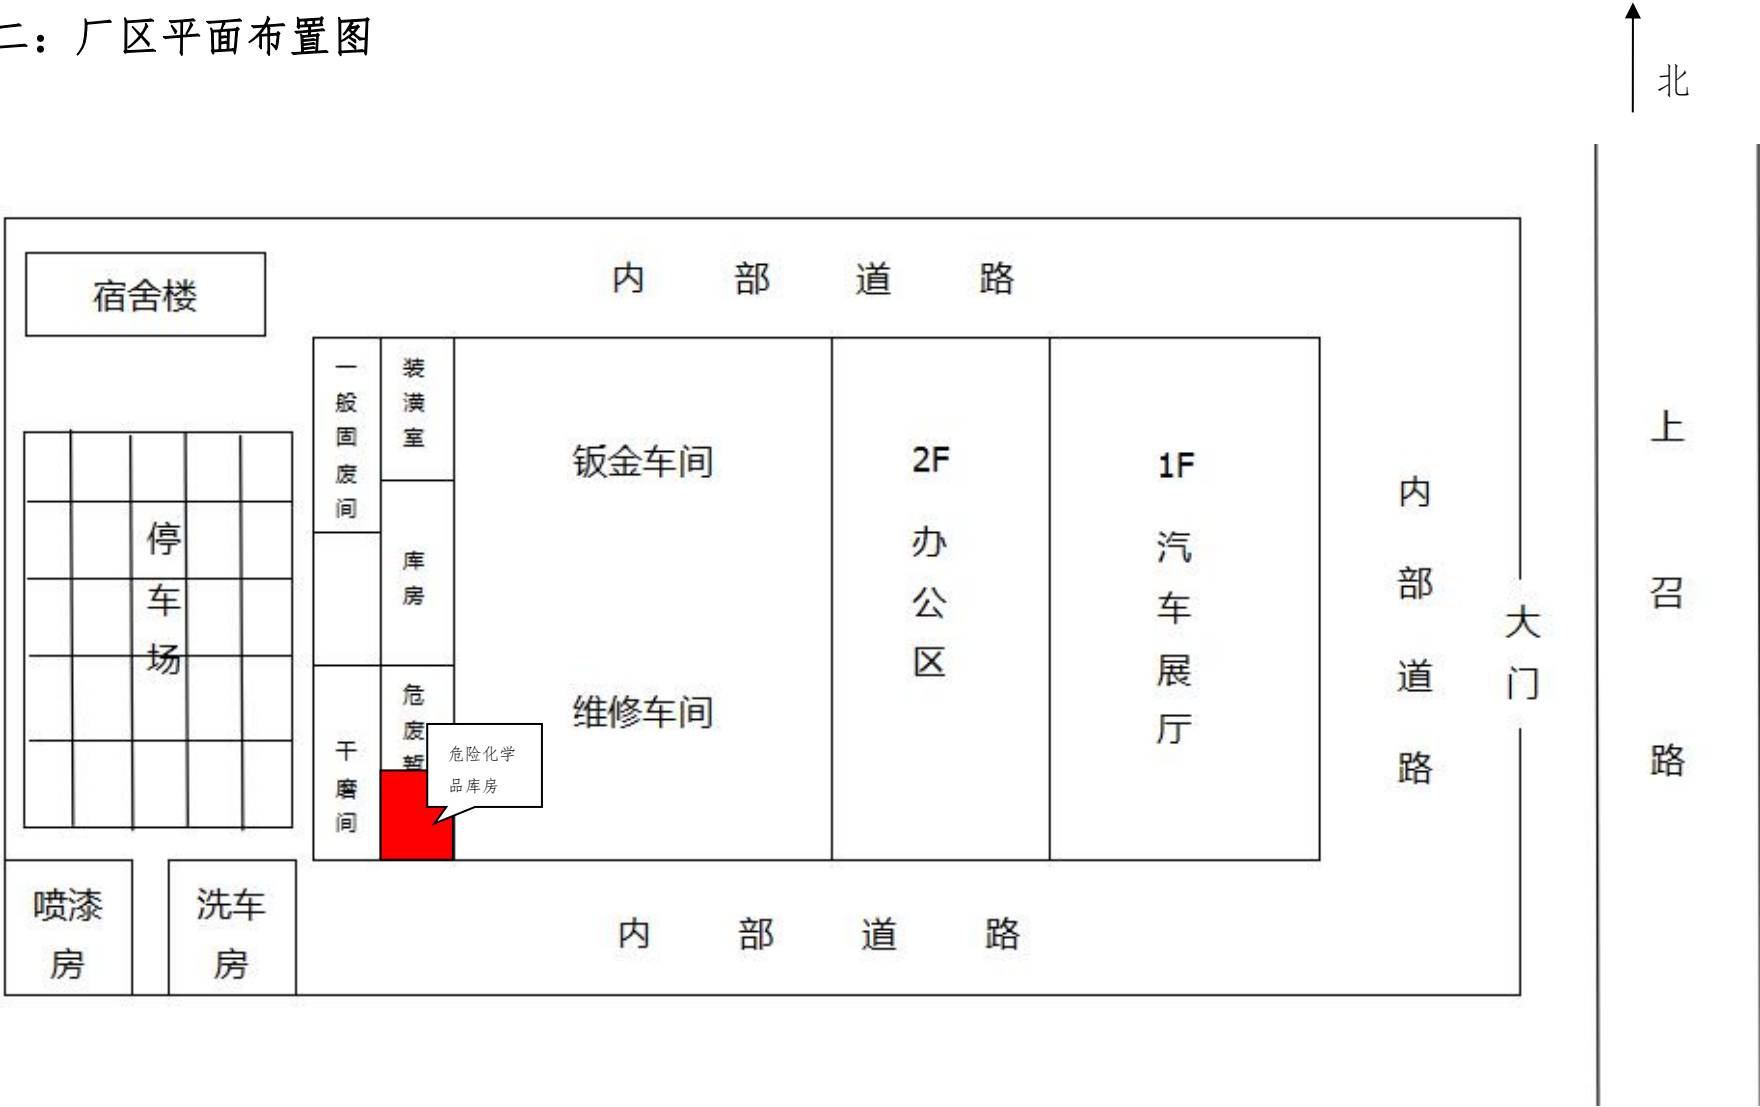 二：厂区平面布置图
北
宿舍楼
内部道路
一般固废间
装潢室
钣金车间
2F
办公区
1F
汽车展厅
内部道路
大门
上召路
停车场
库房
维修车间
干磨间
危废暂
危险化学
品库房
喷漆
房
洗车
房
内部道路